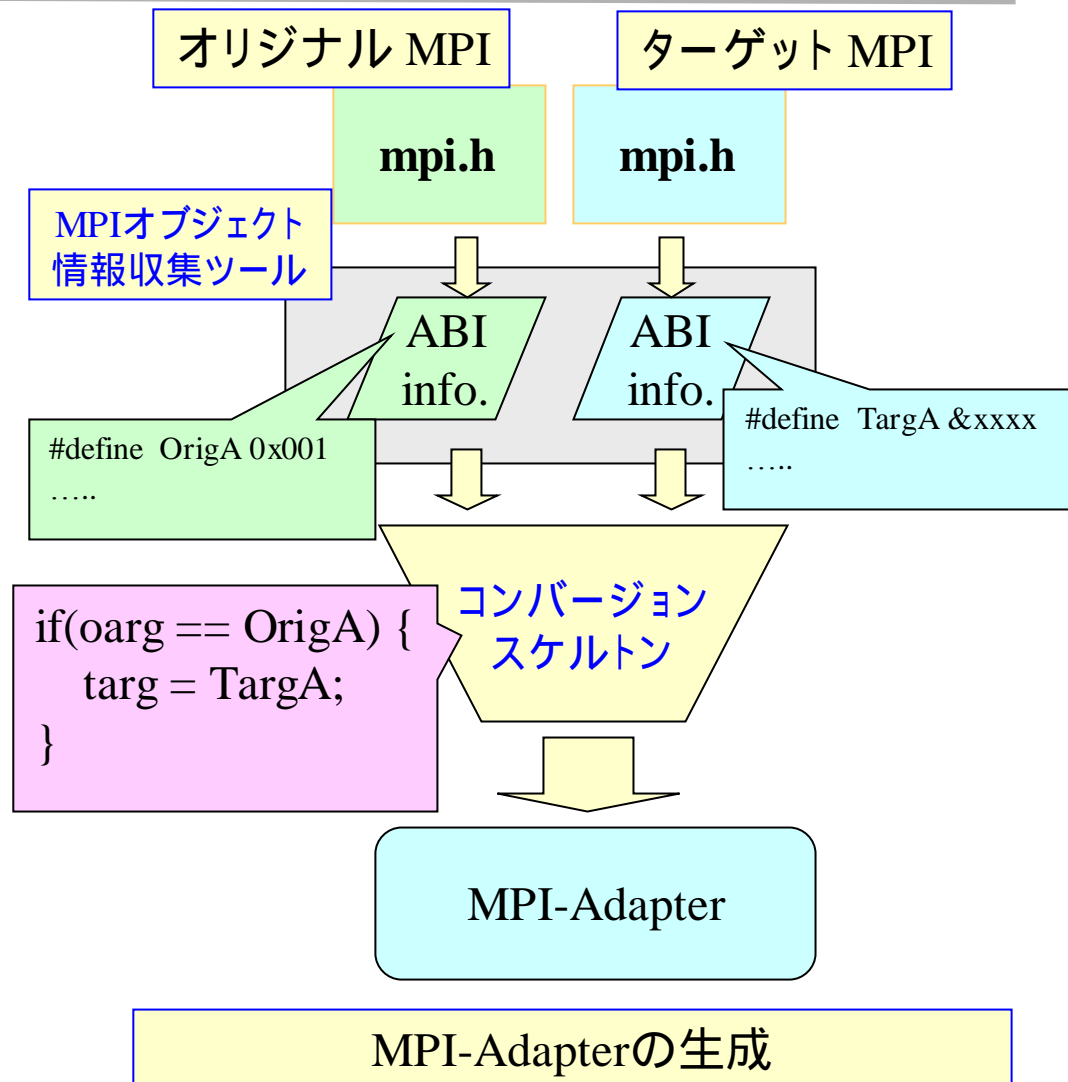 オリジナル MPI
ターゲット MPI
mpi.h
mpi.h
MPIオブジェクト
情報収集ツール
ABI
info.
ABI
info.
#define OrigA 0x001
…..
#define TargA &xxxx
…..
コンバージョン
スケルトン
if(oarg == OrigA) {
targ = TargA;
}
MPI-Adapter
MPI-Adapterの生成